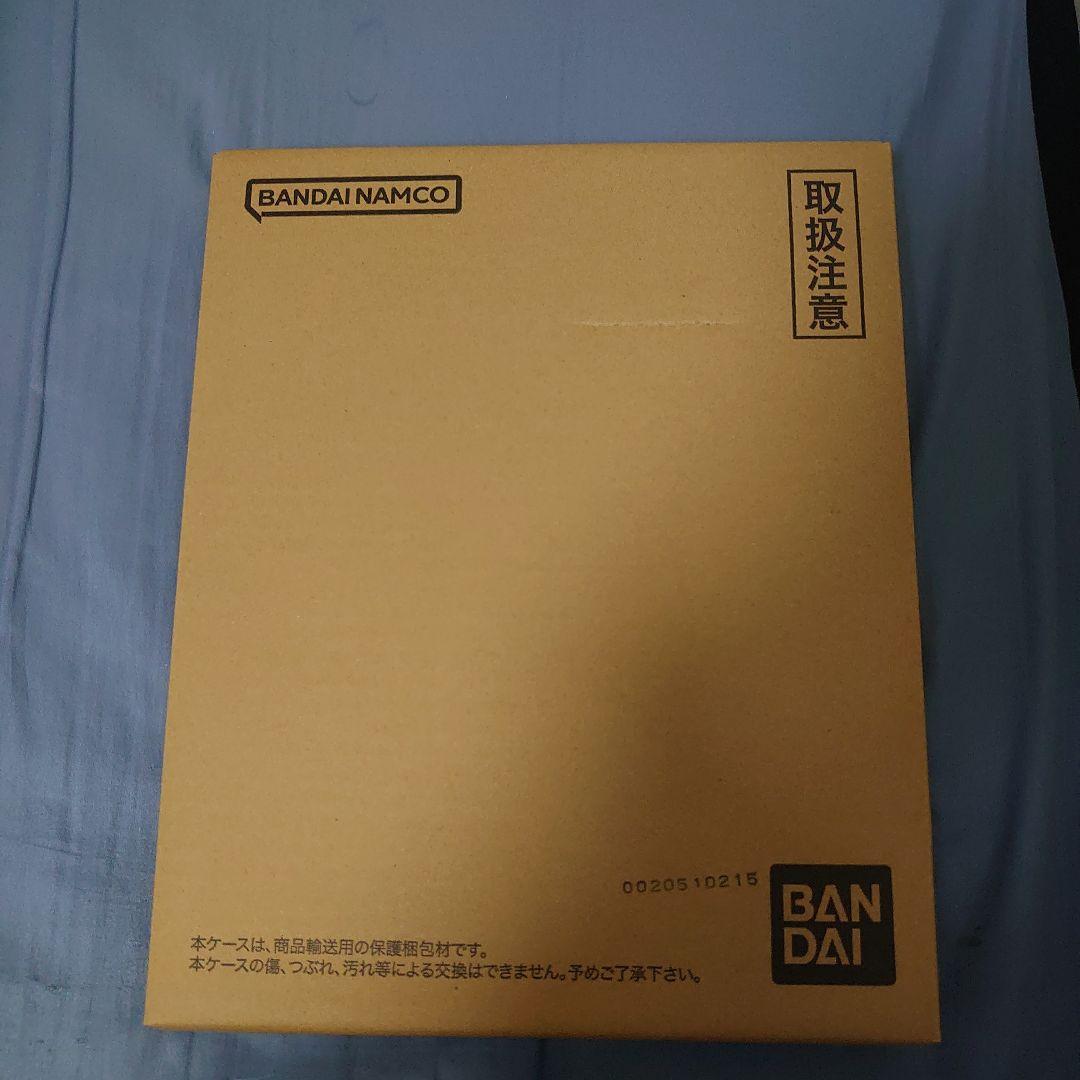 BANDAI NAMCO
取扱注意
0020510215
BAN
DAI
本ケースは、商品輸送用の保護梱包材です。
本ケースの傷、つぶれ、汚れ等による交換はできません。予めご了承下さい。